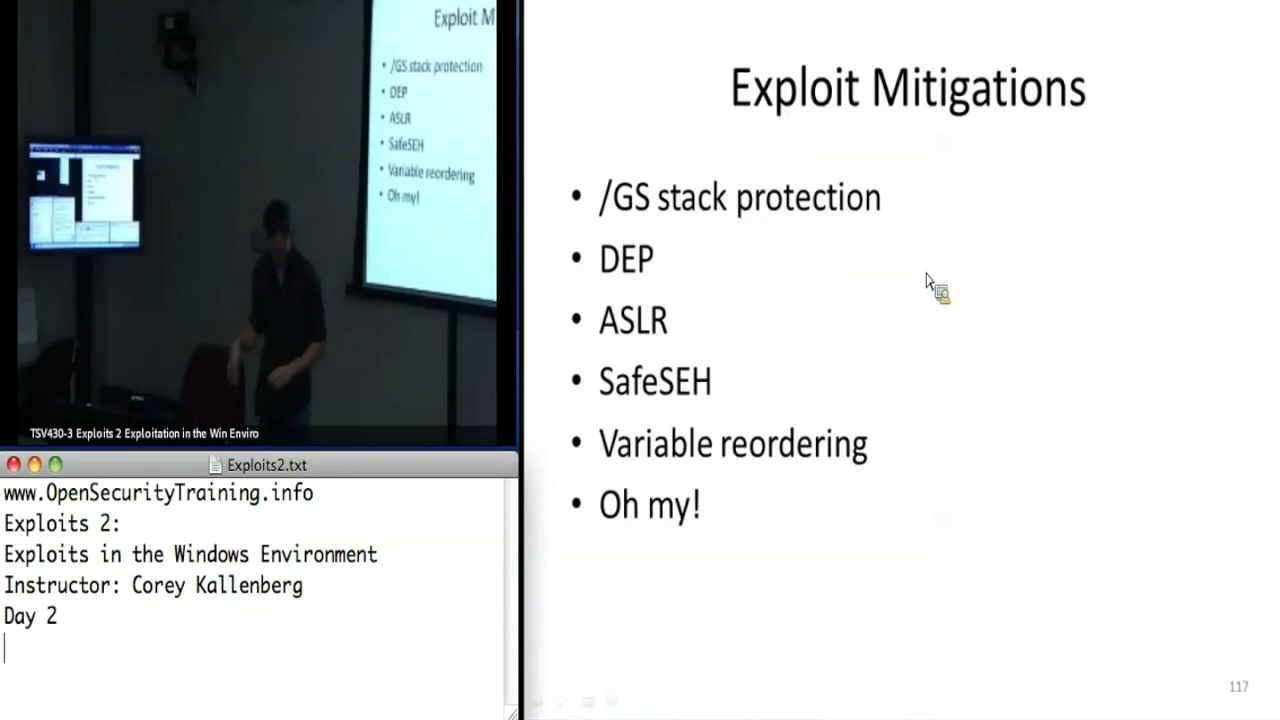 Exploit M
• /GS stack protection
• DEP
• ASLR
• SafeSEH
• Variable reordering
• Oh my!
TSV430-3 Exploits 2 Exploitation in the Win Enviro
Exploits2.txt
www.OpenSecurityTraining.info
Exploits 2:
Exploits in the Windows Environment
Instructor: Corey Kallenberg
Day 2
Exploit Mitigations
• /GS stack protection
• DEP
• ASLR
• SafeSEH
• Variable reordering
• Oh my!
117